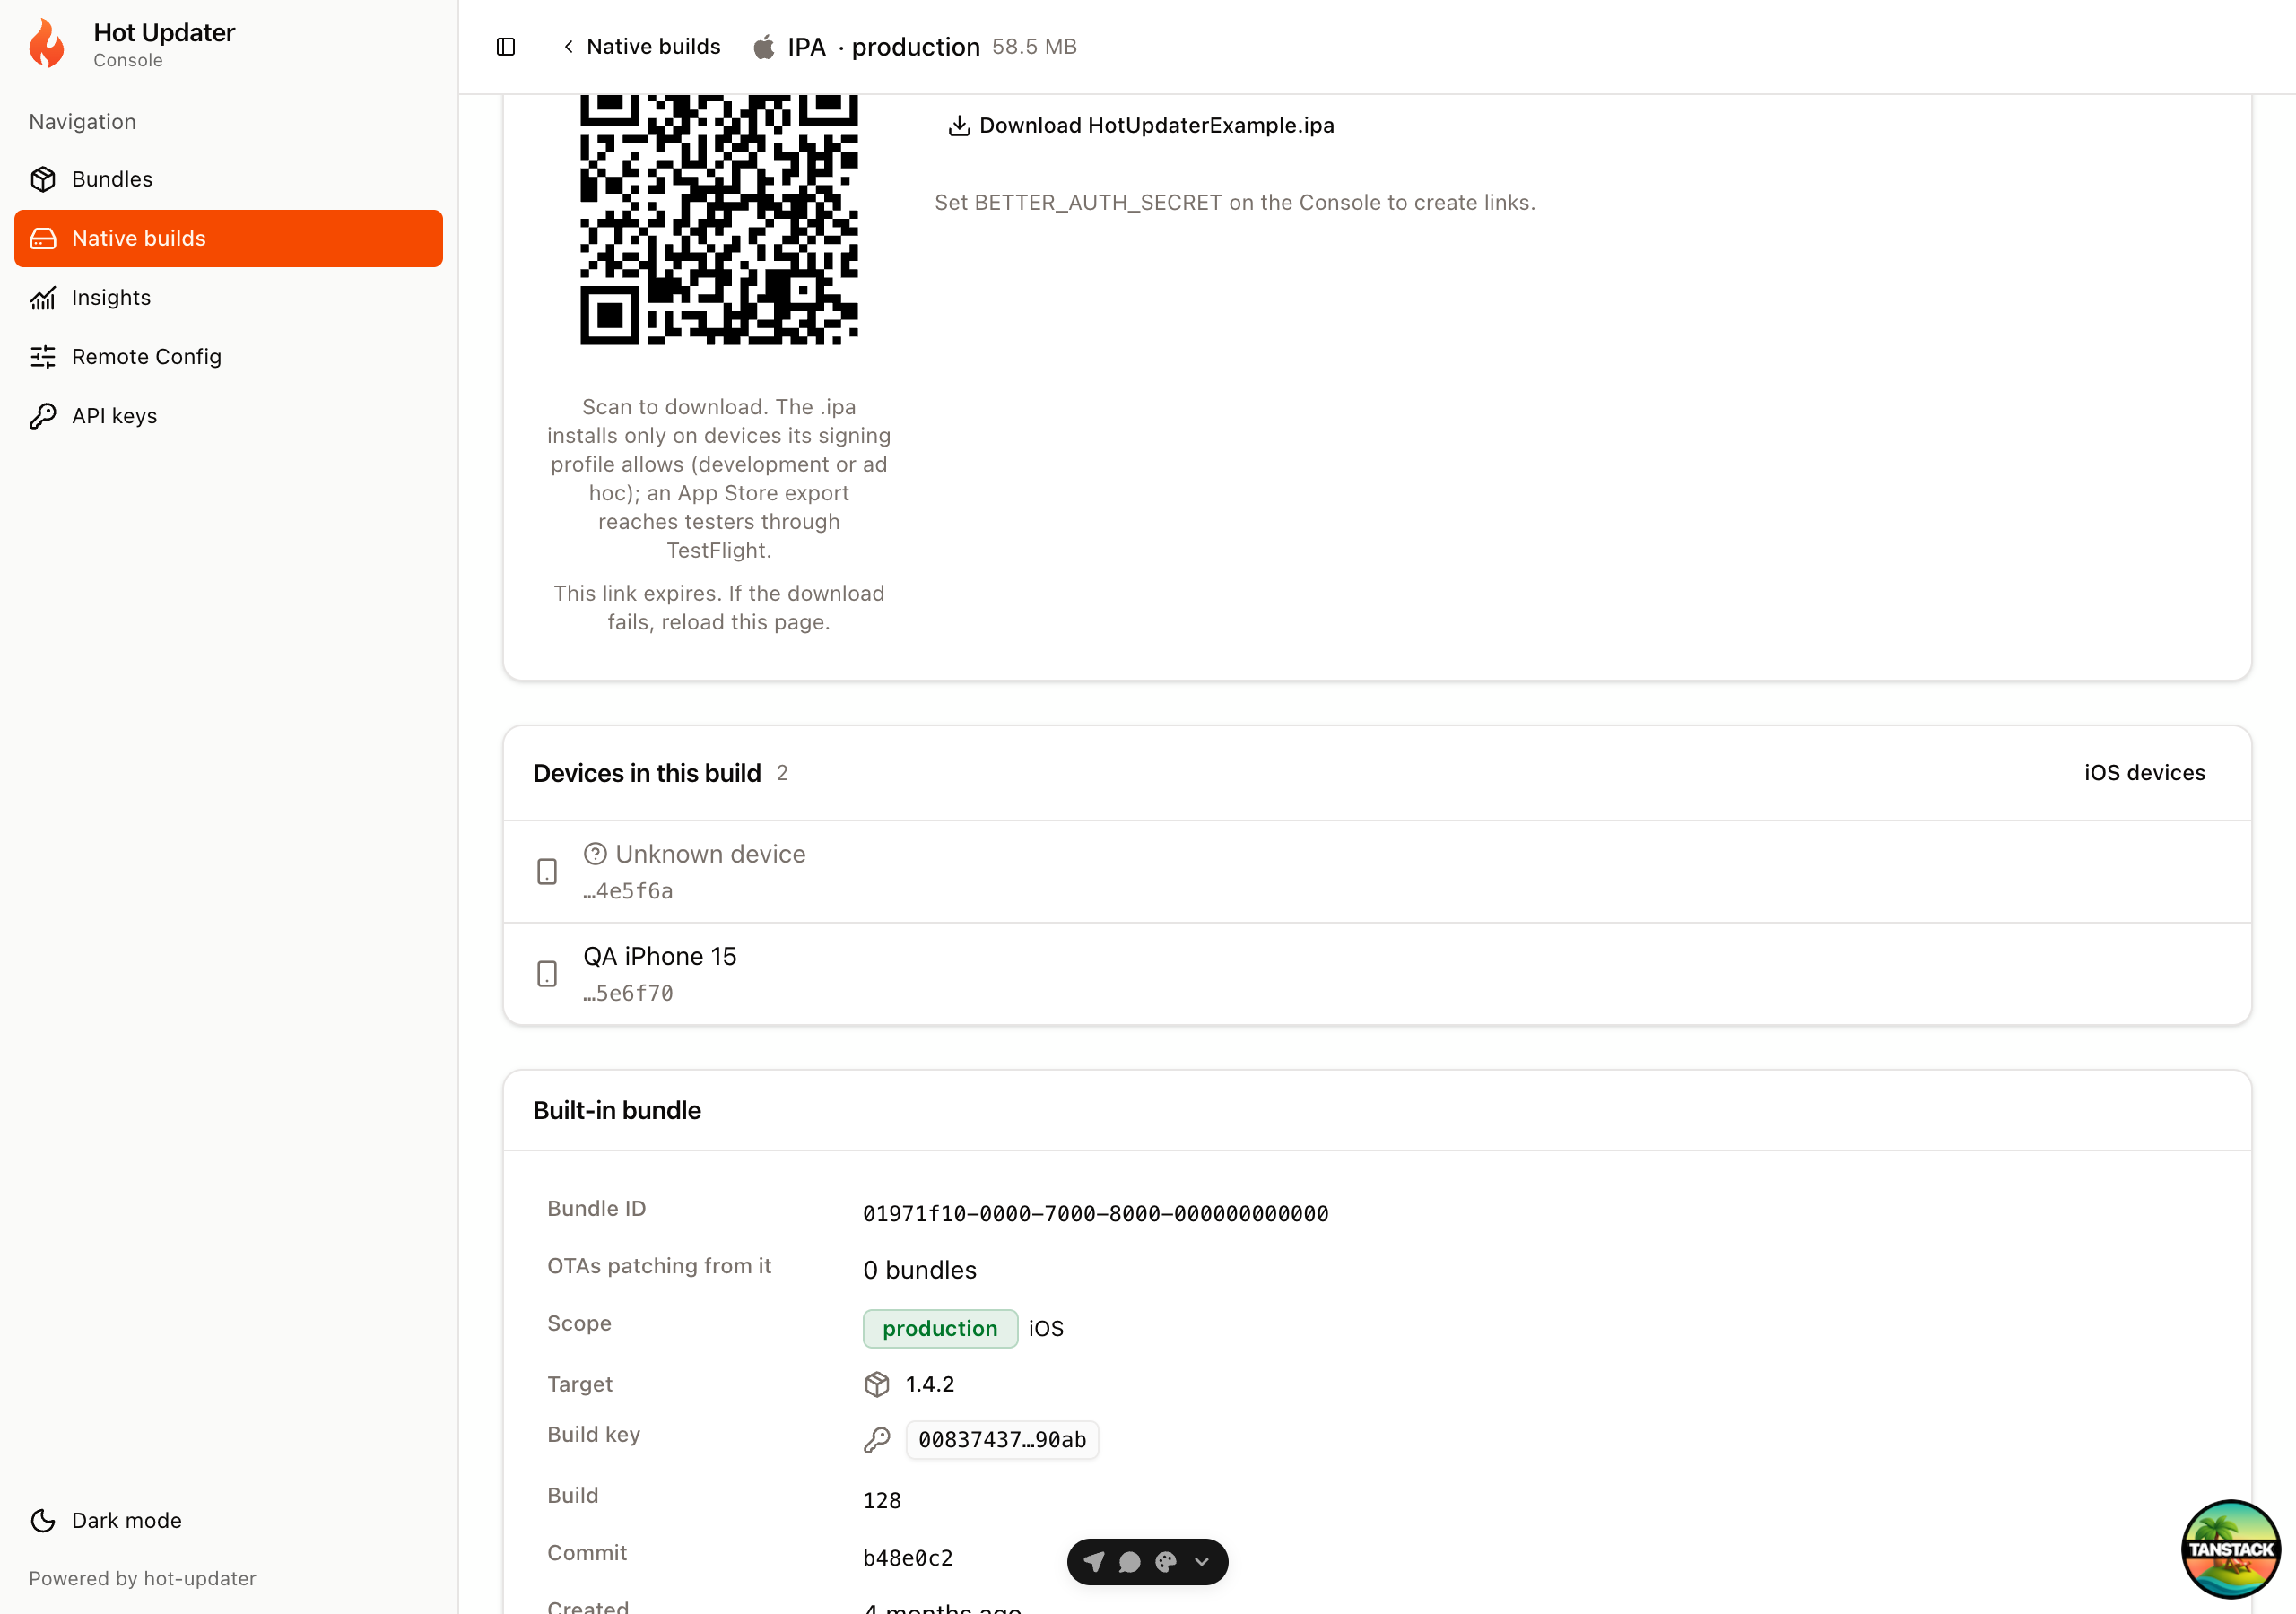 Hot Updater
Console
Navigation
Bundles
Native builds
Insights
Remote Config
API keys
Dark mode
Powered by hot-updater
Native builds
IPA · production 58.5 MB
Download HotUpdaterExample.ipa
Set BETTER_AUTH_SECRET on the Console to create links.
Scan to download. The .ipa
installs only on devices its signing
profile allows (development or ad
hoc); an App Store export
reaches testers through
TestFlight.
This link expires. If the download
fails, reload this page.
Devices in this build 2
iOS devices
Unknown device
…4e5f6a
QA iPhone 15
…5e6f70
Built-in bundle
Bundle ID 01971f10-0000-7000-8000-000000000000
OTAs patching from it 0 bundles
Scope production iOS
Target 1.4.2
Build key 00837437…90ab
Build 128
Commit b48e0c2
Created 4 months ago
TANSTACK